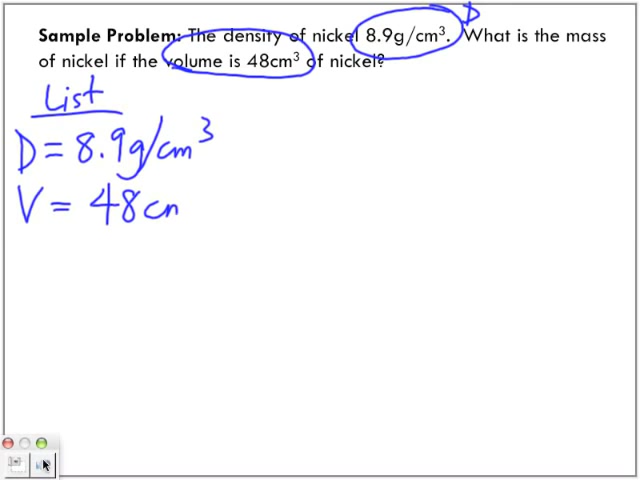 Sample Problem: The density of nickel 8.9g/cm³. What is the mass
of nickel if the volume is 48cm³ of nickel?
D
List
D = 8.9g/cm³
V = 48cm